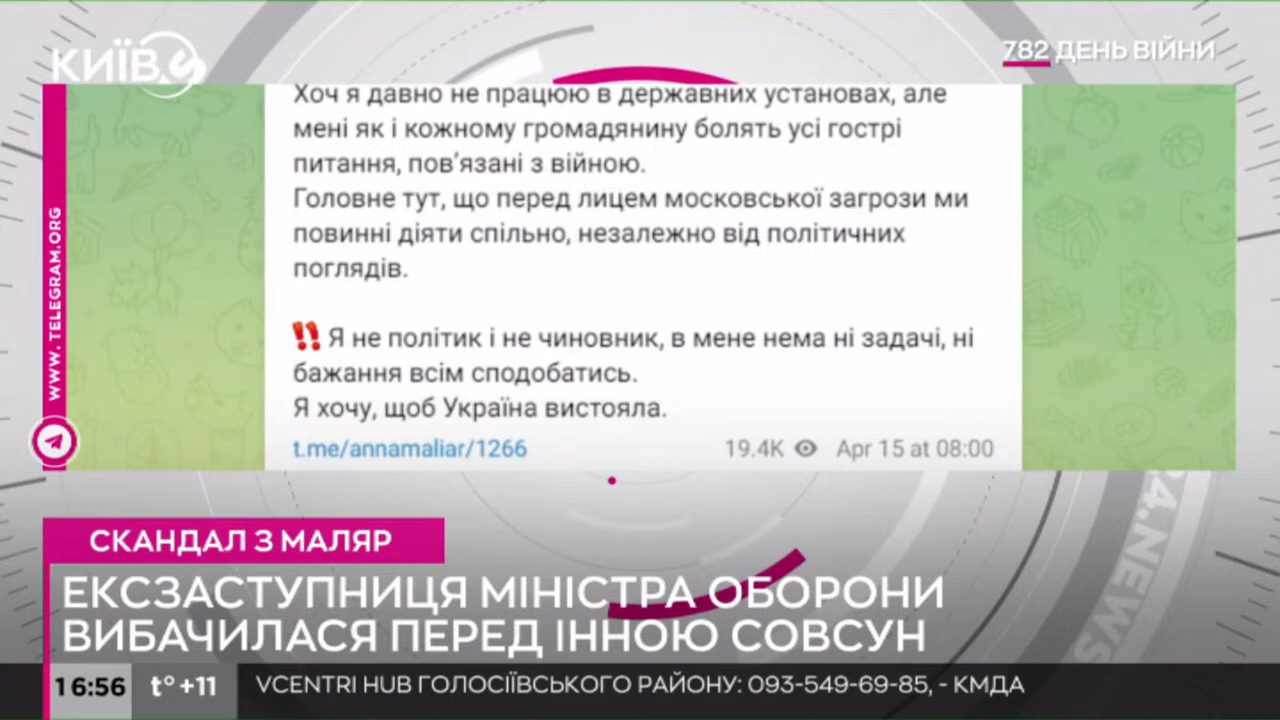 КИЇВ
782 ДЕНЬ ВІЙНИ
Хоч я давно не працюю в державних установах, але
мені як і кожному громадянину болять усі гострі
питання, пов’язані з війною.
Головне тут, що перед лицем московської загрози ми
повинні діяти спільно, незалежно від політичних
поглядів.
‼ Я не політик і не чиновник, в мене нема ні задачі, ні
бажання всім сподобатись.
Я хочу, щоб Україна вистояла.
t.me/annamaliar/1266 19.4K Apr 15 at 08:00
WWW. TELEGRAM.ORG
24.NEWS
СКАНДАЛ З МАЛЯР
ЕКСЗАСТУПНИЦЯ МІНІСТРА ОБОРОНИ
ВИБАЧИЛАСЯ ПЕРЕД ІННОЮ СОВСУН
16:56 t° +11 VCENTRI HUB ГОЛОСІЇВСЬКОГО РАЙОНУ: 093-549-69-85, - КМДА